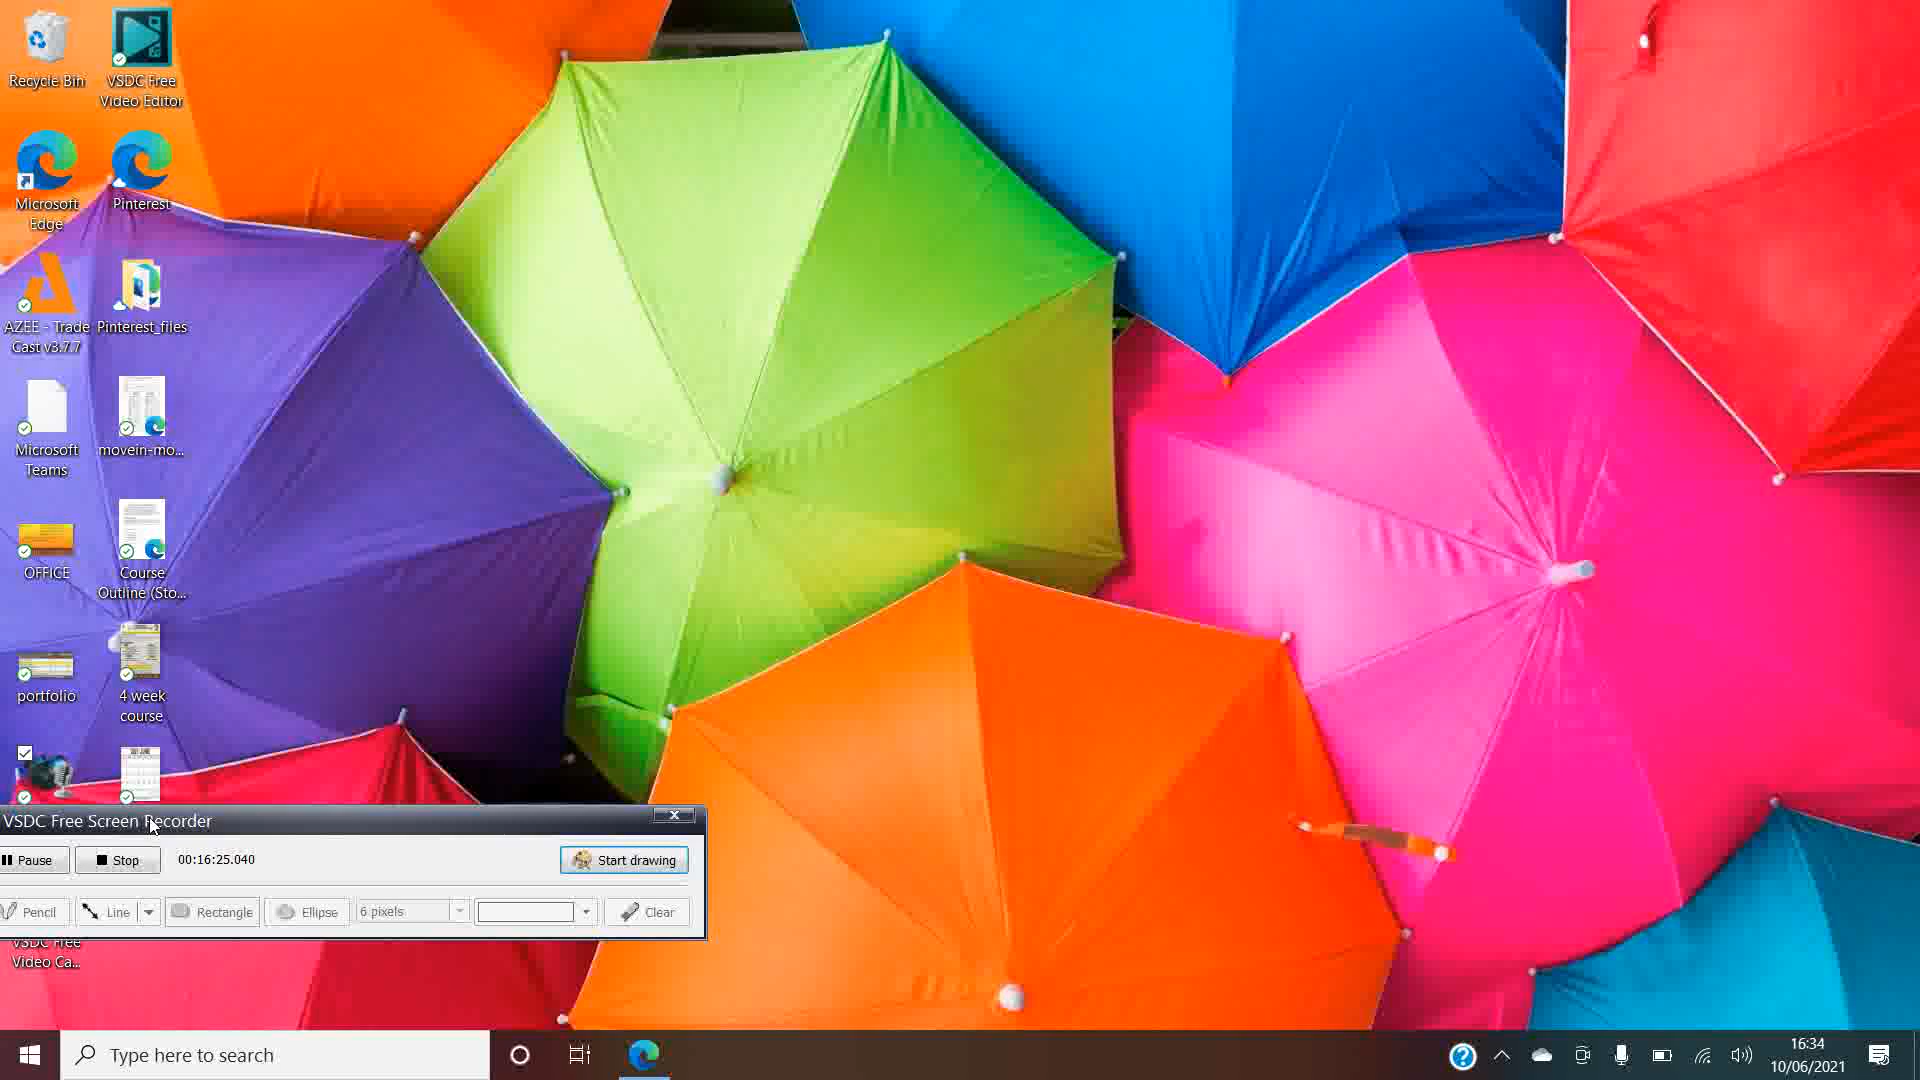 Recycle Bin
VSDC Free
Video Editor
Microsoft
Edge
Pinterest
AZEE - Trade
Cast v3.7.7
Pinterest_files
Microsoft
Teams
movein-mo...
OFFICE
Course
Outline (Sto...
portfolio
4 week
course
VSDC Free Screen Recorder
Pause
Stop
00:16:25.040
Start drawing
Pencil
Line
Rectangle
Ellipse
6 pixels
Clear
VSDC Free
Video Ca...
Type here to search
16:34
10/06/2021